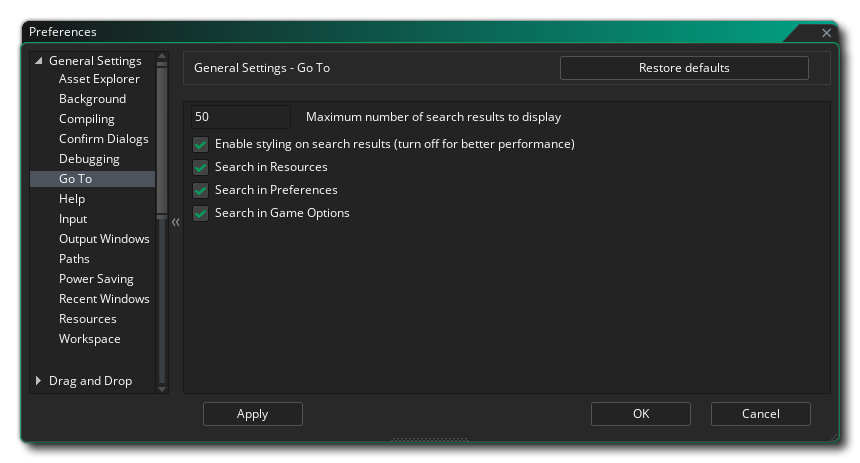 Preferences
General Settings
Asset Explorer
Background
Compiling
Confirm Dialogs
Debugging
Go To
Help
Input
Output Windows
Paths
Power Saving
Recent Windows
Resources
Workspace
Drag and Drop
General Settings - Go To
Restore defaults
50 Maximum number of search results to display
Enable styling on search results (turn off for better performance)
Search in Resources
Search in Preferences
Search in Game Options
Apply OK Cancel